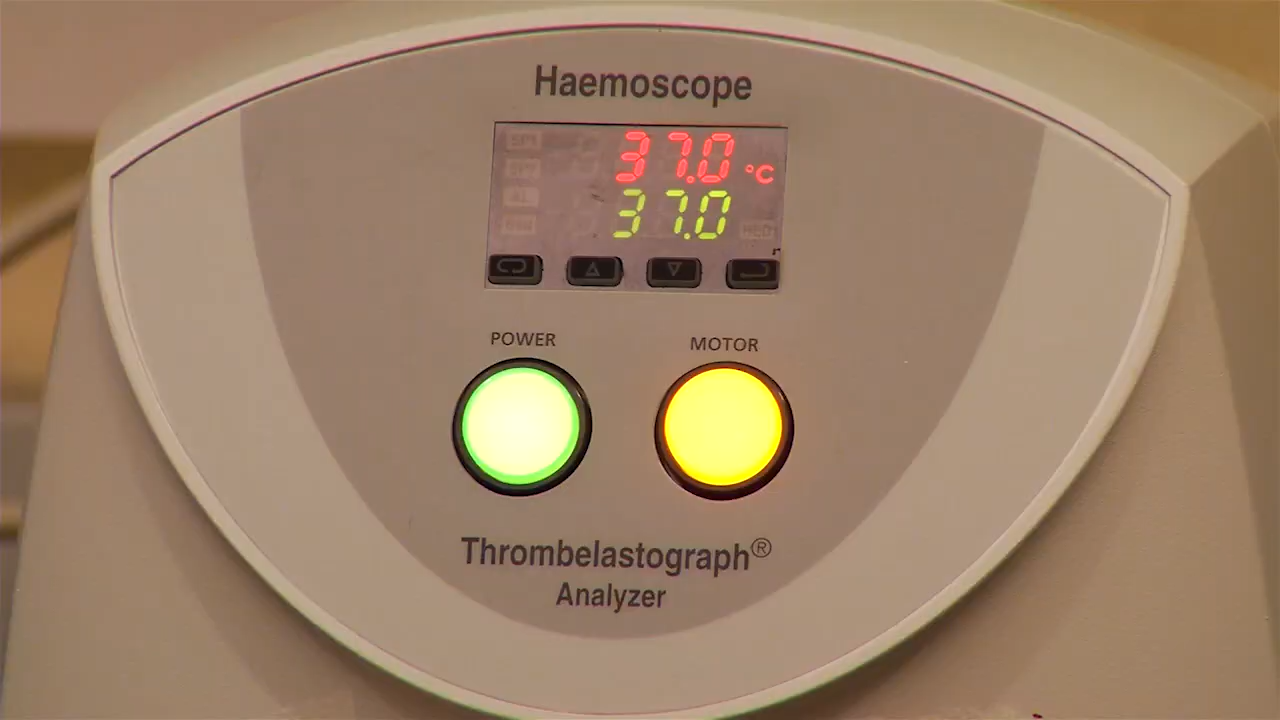 Haemoscope
37.0 °C
37.0
POWER
MOTOR
Thrombelastograph®
Analyzer